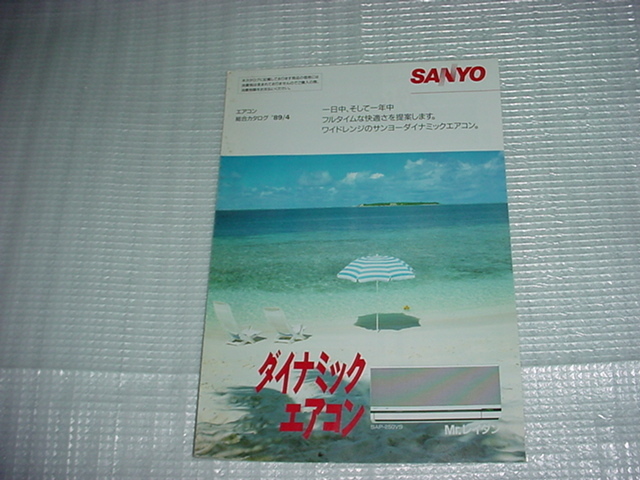 SANYO
エアコン
総合カタログ '89/4
一日中、そして一年中
フルタイムな快適さを提案します。
ワイドレンジのサンヨーダイナミックエアコン。
ダイナミック
エアコン
Mr.レイタン